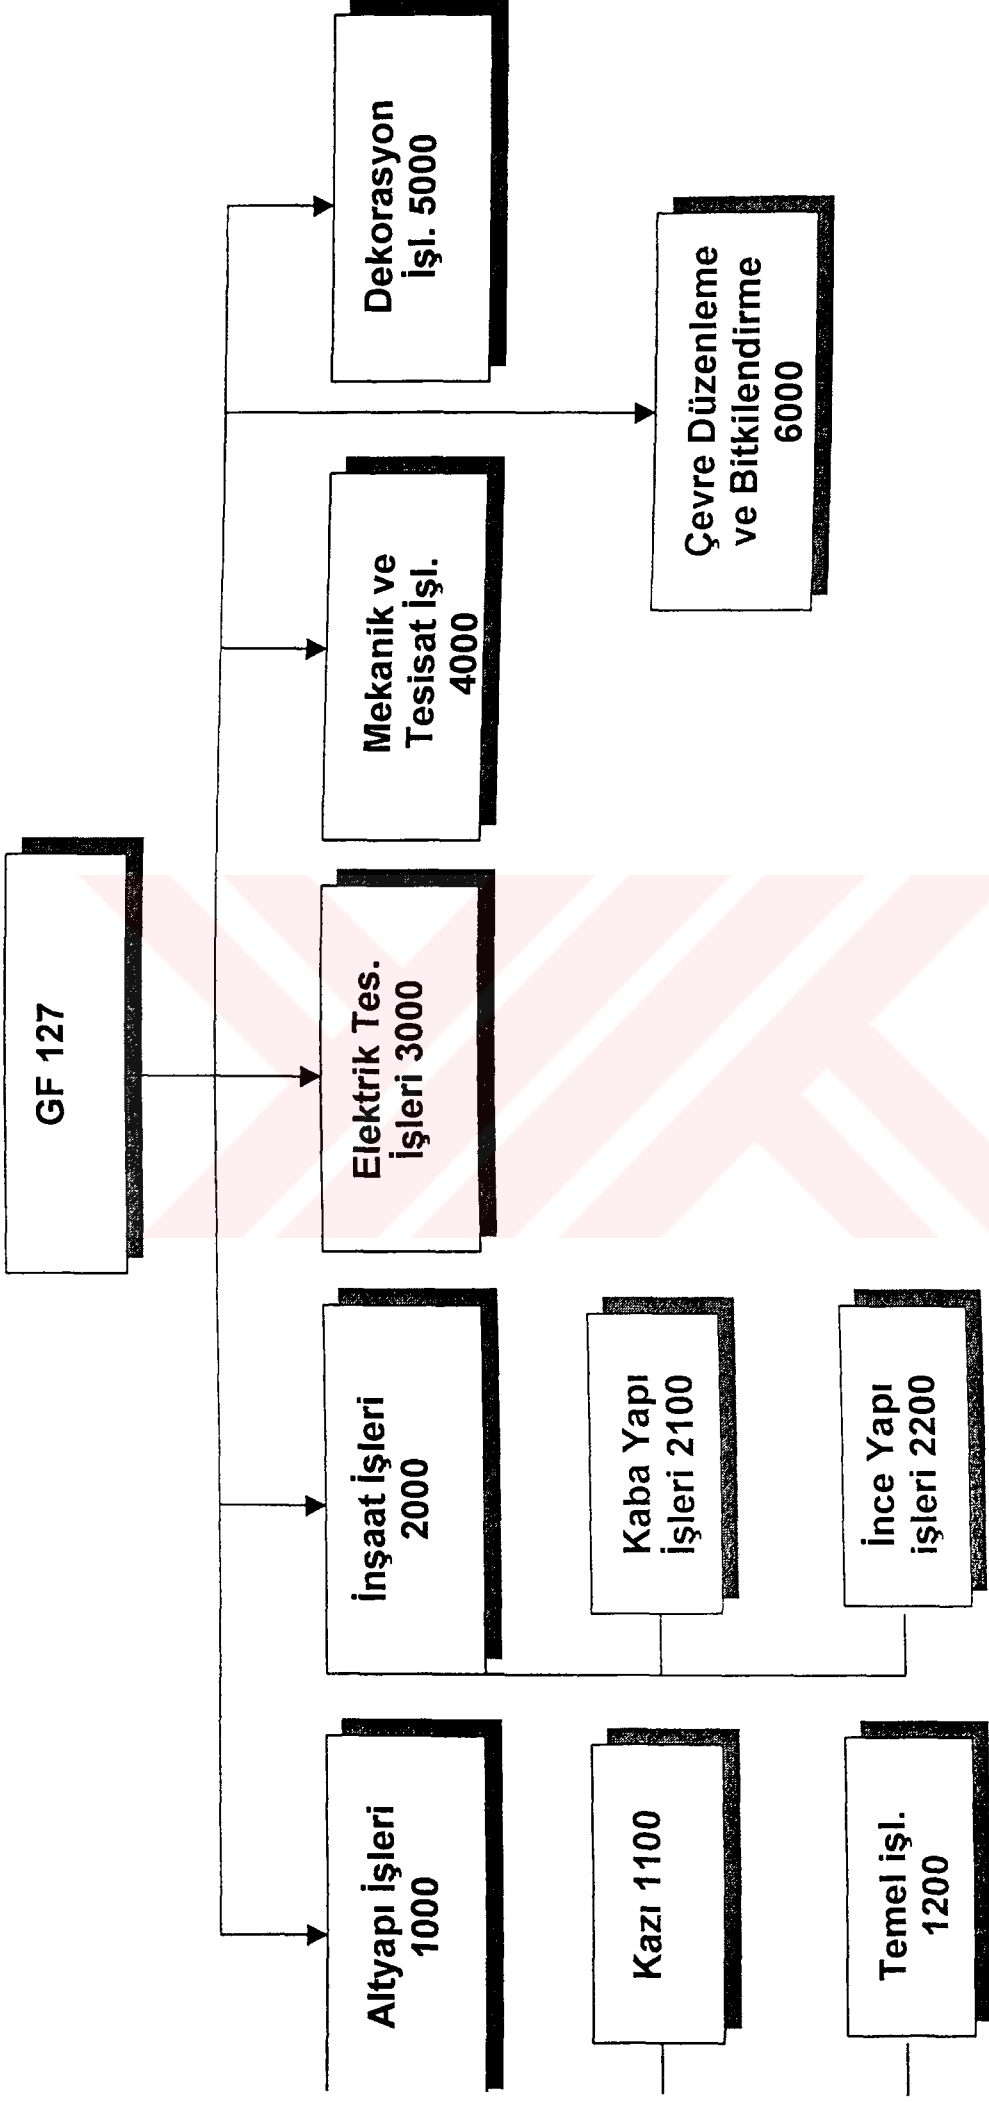 GF 127
Altyapı İşleri
1000
İnşaat İşleri
2000
Elektrik Tes.
İşleri 3000
Mekanik ve
Tesisat İşl.
4000
Dekorasyon
İşl. 5000
Kazı 1100
Kaba Yapı
İşleri 2100
Çevre Düzenleme
ve Bitkilendirme
6000
Temel işl.
1200
İnce Yapı
işleri 2200